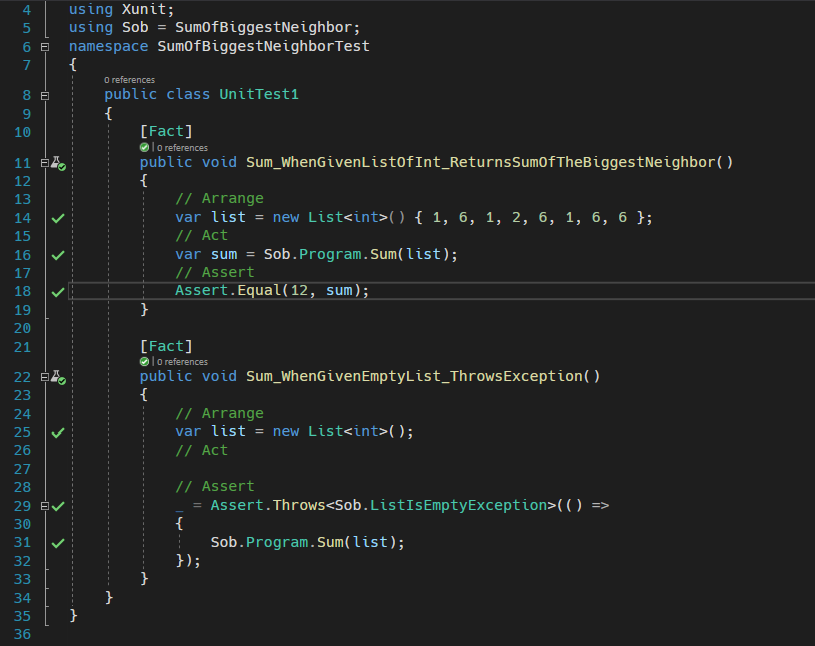 4 using Xunit;
5 using Sob = SumOfBiggestNeighbor;
6 namespace SumOfBiggestNeighborTest
7 {
0 references
8 public class UnitTest1
9 {
10 [Fact]
| 0 references
11 public void Sum_WhenGivenListOfInt_ReturnsSumOfTheBiggestNeighbor()
12 {
13 // Arrange
14 var list = new List<int>() { 1, 6, 1, 2, 6, 1, 6, 6 };
15 // Act
16 var sum = Sob.Program.Sum(list);
17 // Assert
18 Assert.Equal(12, sum);
19 }
20
21 [Fact]
| 0 references
22 public void Sum_WhenGivenEmptyList_ThrowsException()
23 {
24 // Arrange
25 var list = new List<int>();
26 // Act
27
28 // Assert
29 _ = Assert.Throws<Sob.ListIsEmptyException>(() =>
30 {
31 Sob.Program.Sum(list);
32 });
33 }
34 }
35 }
36